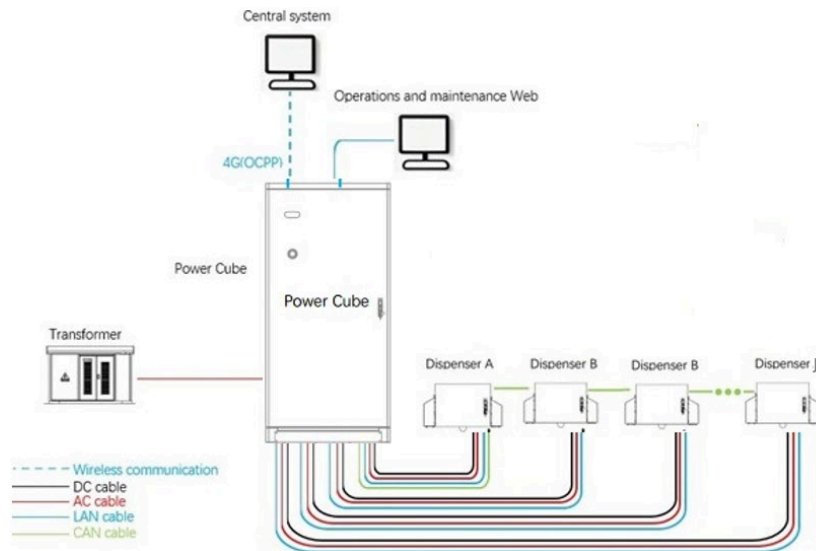 Central system
Operations and maintenance Web
4G(OCPP)
Power Cube
Power Cube
Transformer
Dispenser A
Dispenser B
Dispenser B
Dispenser J
Wireless communication
DC cable
AC cable
LAN cable
CAN cable